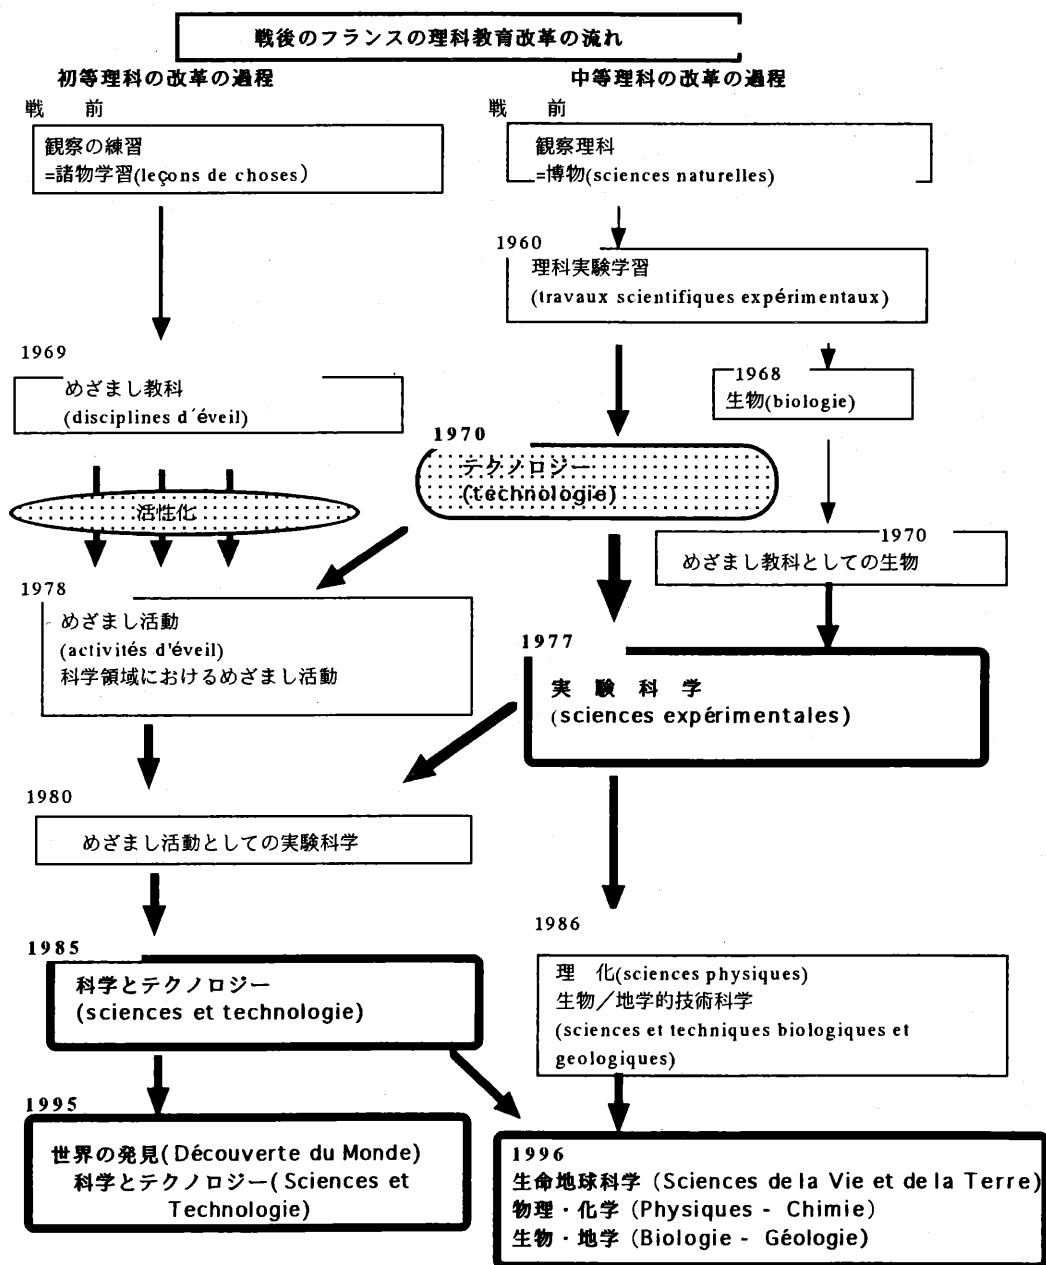 戦後のフランスの理科教育改革の流れ
初等理科の改革の過程
戦 前
観察の練習
=諸物学習(leçons de choses)
1969
めざまし教科
(disciplines d´éveil)
活性化
1978
めざまし活動
(activités d'éveil)
科学領域におけるめざまし活動
1980
めざまし活動としての実験科学
1985
科学とテクノロジー
(sciences et technologie)
1995
世界の発見(Découverte du Monde)
科学とテクノロジー(Sciences et
Technologie)
中等理科の改革の過程
戦 前
観察理科
=博物(sciences naturelles)
1960
理科実験学習
(travaux scientifiques expérimentaux)
1968
生物(biologie)
1970
テクノロジー
(technologie)
1970
めざまし教科としての生物
1977
実 験 科 学
(sciences expérimentales)
1986
理 化(sciences physiques)
生物／地学的技術科学
(sciences et techniques biologiques et
geologiques)
1996
生命地球科学 (Sciences de la Vie et de la Terre)
物理・化学 (Physiques - Chimie)
生物・地学 (Biologie - Géologie)